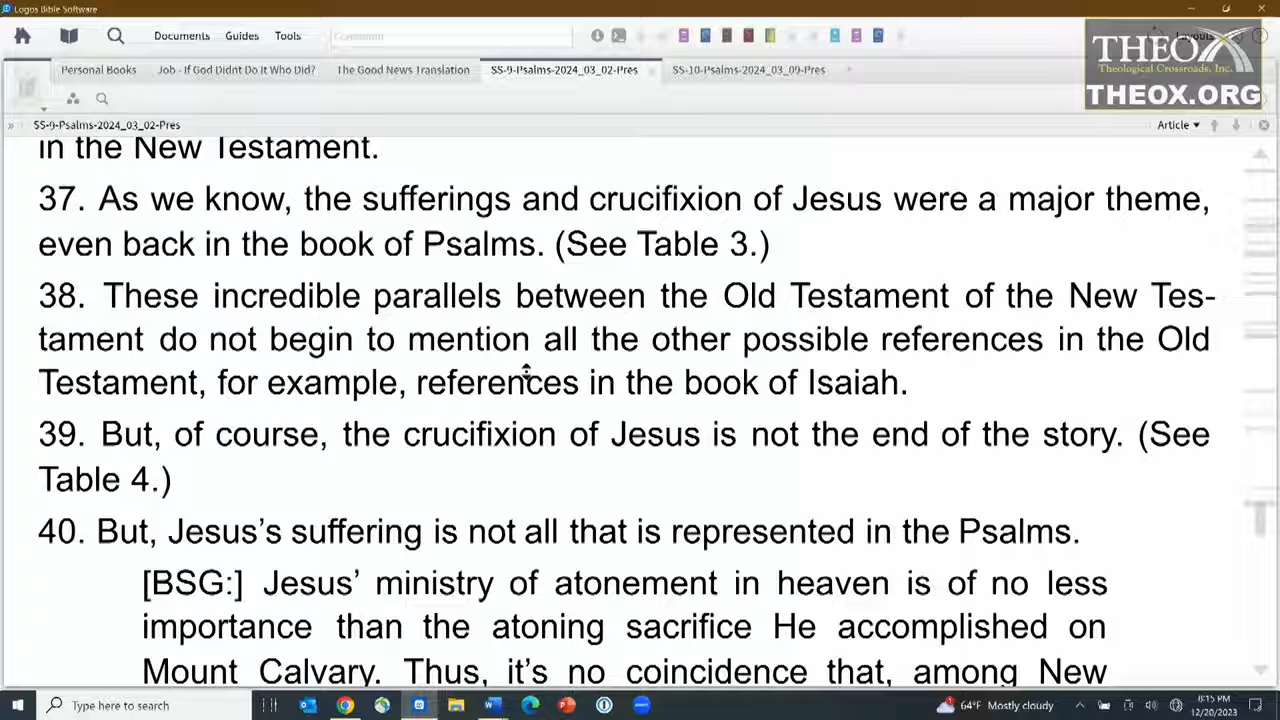 Logos Bible Software
Documents Guides Tools Command Layouts
THEOX
Theological Crossroads, Inc.
THEOX.ORG
Personal Books Job - If God Didnt Do It Who Did? SS-9-Psalms-2024_03_02-Pres SS-10-Psalms-2024_03_09-Pres
SS-9-Psalms-2024_03_02-Pres Article
in the New Testament.
37. As we know, the sufferings and crucifixion of Jesus were a major theme,
even back in the book of Psalms. (See Table 3.)
38. These incredible parallels between the Old Testament of the New Tes-
tament do not begin to mention all the other possible references in the Old
Testament, for example, references in the book of Isaiah.
39. But, of course, the crucifixion of Jesus is not the end of the story. (See
Table 4.)
40. But, Jesus’s suffering is not all that is represented in the Psalms.
[BSG:] Jesus’ ministry of atonement in heaven is of no less
importance than the atoning sacrifice He accomplished on
Mount Calvary. Thus, it’s no coincidence that, among New
Type here to search 64°F Mostly cloudy 8:15 PM
12/20/2023